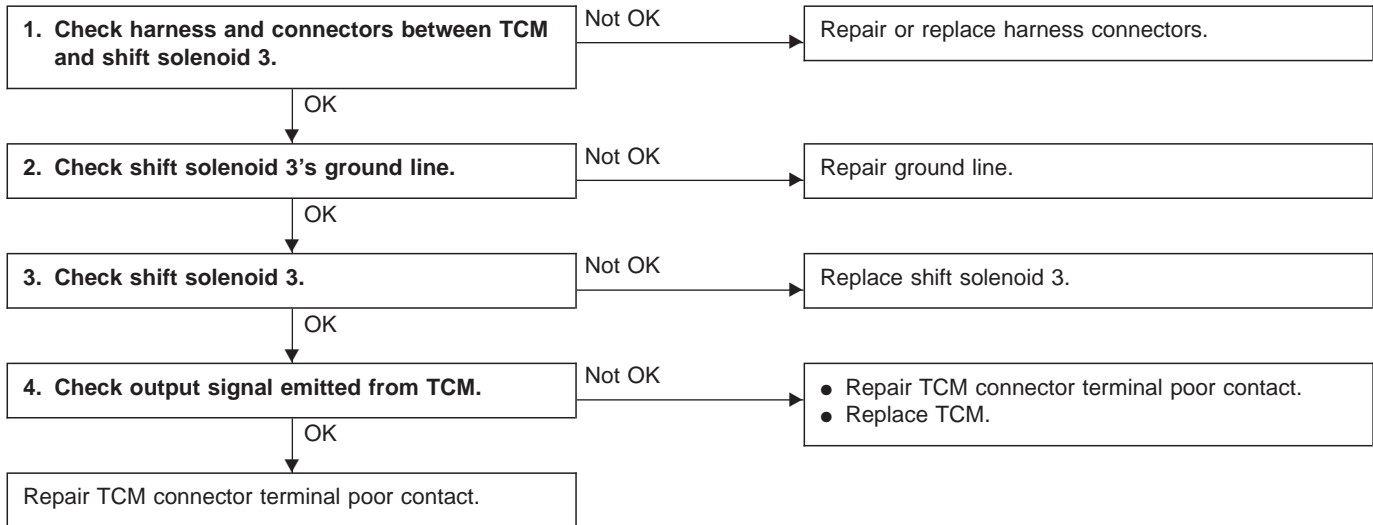 1. Check harness and connectors between TCM
and shift solenoid 3.
Not OK
Repair or replace harness connectors.
OK
2. Check shift solenoid 3’s ground line.
Not OK
Repair ground line.
OK
3. Check shift solenoid 3.
Not OK
Replace shift solenoid 3.
OK
4. Check output signal emitted from TCM.
Not OK
● Repair TCM connector terminal poor contact.
● Replace TCM.
OK
Repair TCM connector terminal poor contact.